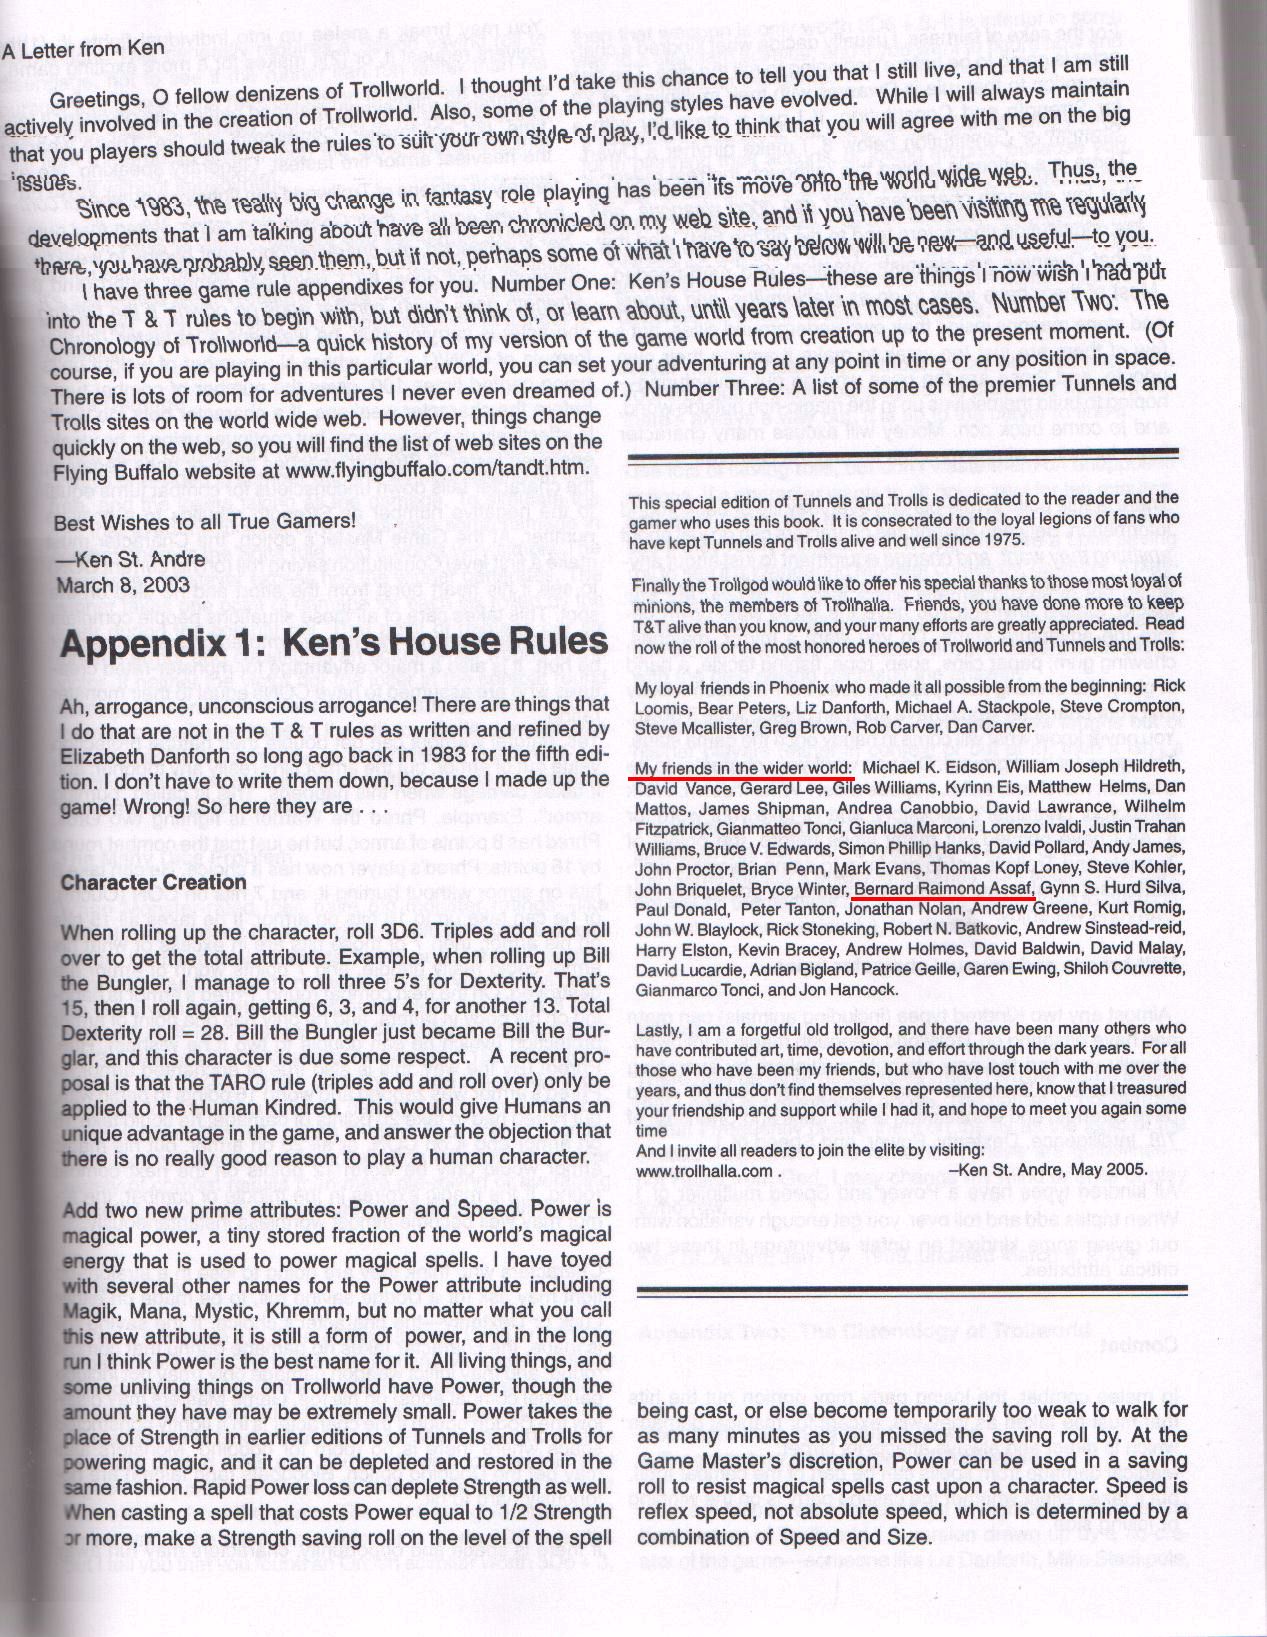 A Letter from Ken
Greetings, O fellow denizens of Trollworld. I thought I'd take this chance to tell you that I still live, and that I am still
actively involved in the creation of Trollworld. Also, some of the playing styles have evolved. While I will always maintain
that you players should tweak the rules to suit your own style of play, I'd like to think that you will agree with me on the big
issues.
Since 1983, the really big change in fantasy role playing has been its move onto the world wide web. Thus, the
developments that I am talking about have all been chronicled on my web site, and if you have been visiting me regularly
there, you have probably seen them, but if not, perhaps some of what I have to say below will be new—and useful—to you.
I have three game rule appendixes for you. Number One: Ken's House Rules—these are things I now wish I had put
into the T & T rules to begin with, but didn't think of, or learn about, until years later in most cases. Number Two: The
Chronology of Trollworld—a quick history of my version of the game world from creation up to the present moment. (Of
course, if you are playing in this particular world, you can set your adventuring at any point in time or any position in space.
There is lots of room for adventures I never even dreamed of.) Number Three: A list of some of the premier Tunnels and
Trolls sites on the world wide web. However, things change
quickly on the web, so you will find the list of web sites on the
Flying Buffalo website at www.flyingbuffalo.com/tandt.htm.
Best Wishes to all True Gamers!
—Ken St. Andre
March 8, 2003
Appendix 1: Ken's House Rules
Ah, arrogance, unconscious arrogance! There are things that
I do that are not in the T & T rules as written and refined by
Elizabeth Danforth so long ago back in 1983 for the fifth edi-
tion. I don't have to write them down, because I made up the
game! Wrong! So here they are . . .
Character Creation
When rolling up the character, roll 3D6. Triples add and roll
over to get the total attribute. Example, when rolling up Bill
the Bungler, I manage to roll three 5's for Dexterity. That's
15, then I roll again, getting 6, 3, and 4, for another 13. Total
Dexterity roll = 28. Bill the Bungler just became Bill the Bur-
glar, and this character is due some respect. A recent pro-
posal is that the TARO rule (triples add and roll over) only be
applied to the Human Kindred. This would give Humans an
unique advantage in the game, and answer the objection that
there is no really good reason to play a human character.
Add two new prime attributes: Power and Speed. Power is
magical power, a tiny stored fraction of the world's magical
energy that is used to power magical spells. I have toyed
with several other names for the Power attribute including
Magik, Mana, Mystic, Khremm, but no matter what you call
this new attribute, it is still a form of power, and in the long
run I think Power is the best name for it. All living things, and
some unliving things on Trollworld have Power, though the
amount they have may be extremely small. Power takes the
place of Strength in earlier editions of Tunnels and Trolls for
powering magic, and it can be depleted and restored in the
same fashion. Rapid Power loss can deplete Strength as well.
When casting a spell that costs Power equal to 1/2 Strength
or more, make a Strength saving roll on the level of the spell
This special edition of Tunnels and Trolls is dedicated to the reader and the
gamer who uses this book. It is consecrated to the loyal legions of fans who
have kept Tunnels and Trolls alive and well since 1975.
Finally the Trollgod would like to offer his special thanks to those most loyal of
minions, the members of Trollhalla. Friends, you have done more to keep
T&T alive than you know, and your many efforts are greatly appreciated. Read
now the roll of the most honored heroes of Trollworld and Tunnels and Trolls:
My loyal friends in Phoenix who made it all possible from the beginning: Rick
Loomis, Bear Peters, Liz Danforth, Michael A. Stackpole, Steve Crompton,
Steve Mcallister, Greg Brown, Rob Carver, Dan Carver.
My friends in the wider world: Michael K. Eidson, William Joseph Hildreth,
David Vance, Gerard Lee, Giles Williams, Kyrinn Eis, Matthew Helms, Dan
Mattos, James Shipman, Andrea Canobbio, David Lawrance, Wilhelm
Fitzpatrick, Gianmatteo Tonci, Gianluca Marconi, Lorenzo Ivaldi, Justin Trahan
Williams, Bruce V. Edwards, Simon Phillip Hanks, David Pollard, Andy James,
John Proctor, Brian Penn, Mark Evans, Thomas Kopf Loney, Steve Kohler,
John Briquelet, Bryce Winter, Bernard Raimond Assaf, Gynn S. Hurd Silva,
Paul Donald, Peter Tanton, Jonathan Nolan, Andrew Greene, Kurt Romig,
John W. Blaylock, Rick Stoneking, Robert N. Batkovic, Andrew Sinstead-reid,
Harry Elston, Kevin Bracey, Andrew Holmes, David Baldwin, David Malay,
David Lucardie, Adrian Bigland, Patrice Geille, Garen Ewing, Shiloh Couvrette,
Gianmarco Tonci, and Jon Hancock.
Lastly, I am a forgetful old trollgod, and there have been many others who
have contributed art, time, devotion, and effort through the dark years. For all
those who have been my friends, but who have lost touch with me over the
years, and thus don't find themselves represented here, know that I treasured
your friendship and support while I had it, and hope to meet you again some
time
And I invite all readers to join the elite by visiting:
www.trollhalla.com . –Ken St. Andre, May 2005.
being cast, or else become temporarily too weak to walk for
as many minutes as you missed the saving roll by. At the
Game Master's discretion, Power can be used in a saving
roll to resist magical spells cast upon a character. Speed is
reflex speed, not absolute speed, which is determined by a
combination of Speed and Size.